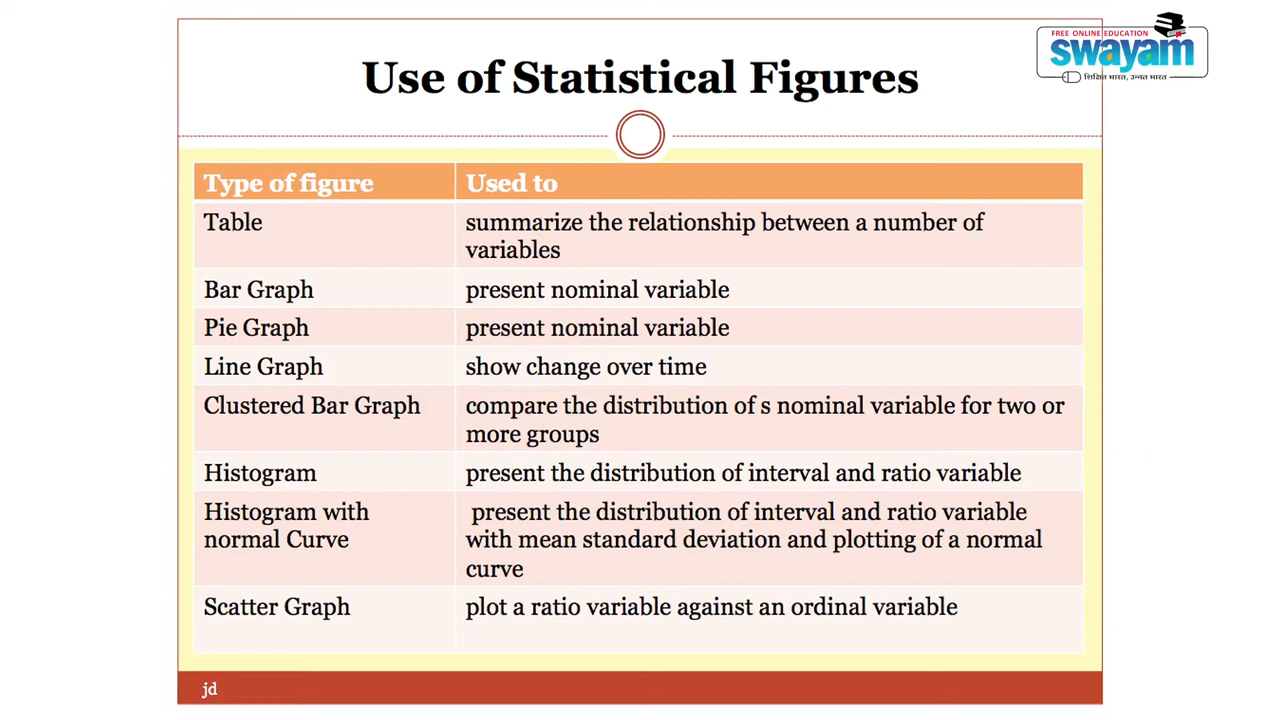 FREE ONLINE EDUCATION
swayam
शिक्षित भारत, उन्नत भारत
Use of Statistical Figures
Type of figure Used to
Table summarize the relationship between a number of
variables
Bar Graph present nominal variable
Pie Graph present nominal variable
Line Graph show change over time
Clustered Bar Graph compare the distribution of s nominal variable for two or
more groups
Histogram present the distribution of interval and ratio variable
Histogram with present the distribution of interval and ratio variable
normal Curve with mean standard deviation and plotting of a normal
curve
Scatter Graph plot a ratio variable against an ordinal variable
jd